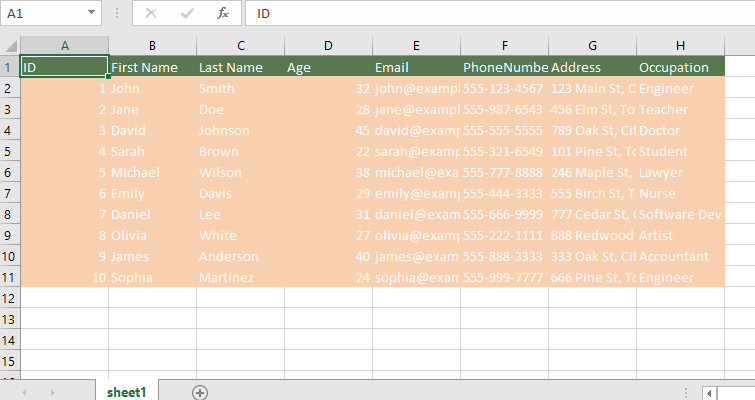 A1 fx ID
A B C D E F G H
1 ID First Name Last Name Age Email PhoneNumbe Address Occupation
2 1 John Smith 32 john@exampl 555-123-4567 123 Main St, C Engineer
3 2 Jane Doe 28 jane@exampl 555-987-6543 456 Elm St, To Teacher
4 3 David Johnson 45 david@examp 555-555-5555 789 Oak St, Cit Doctor
5 4 Sarah Brown 22 sarah@examp 555-321-6549 101 Pine St, To Student
6 5 Michael Wilson 38 michael@exa 555-777-8888 246 Maple St, Lawyer
7 6 Emily Davis 29 emily@examp 555-444-3333 555 Birch St, T Nurse
8 7 Daniel Lee 31 daniel@exam 555-666-9999 777 Cedar St, Software Dev
9 8 Olivia White 27 olivia@examp 555-222-1111 888 Redwood Artist
10 9 James Anderson 40 james@exam 555-888-3333 333 Oak St, Cit Accountant
11 10 Sophia Martinez 24 sophia@exam 555-999-7777 666 Pine St, To Engineer
12
13
14
15
sheet1